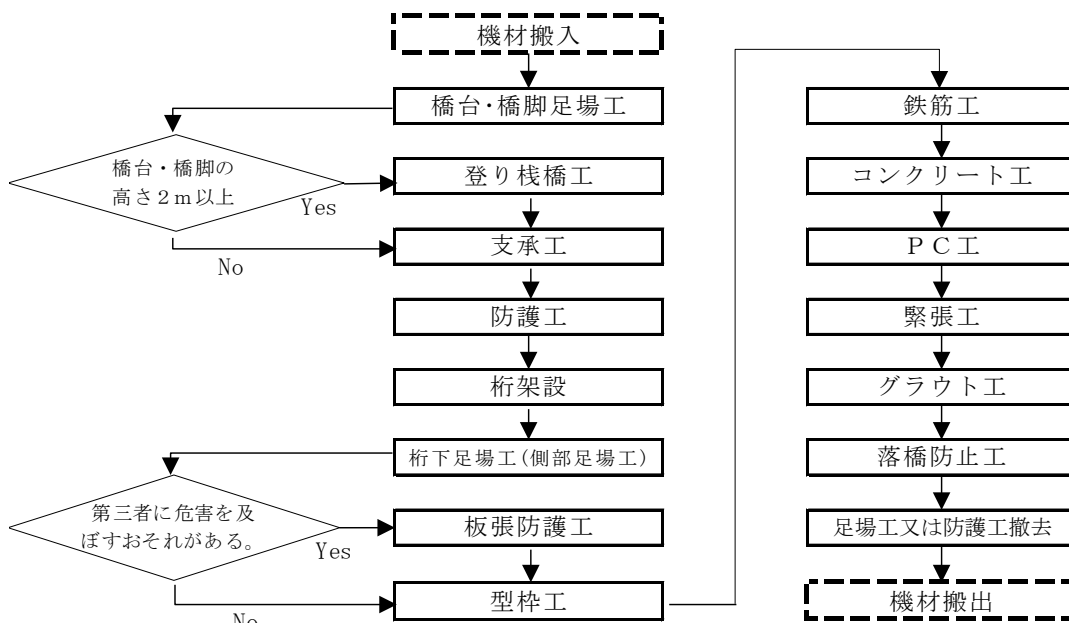 機材搬入
橋台・橋脚足場工
橋台・橋脚の
高さ２ｍ以上
Yes
No
登り桟橋工
支承工
防護工
桁架設
桁下足場工(側部足場工)
第三者に危害を及
ぼすおそれがある。
Yes
No
板張防護工
型枠工
鉄筋工
コンクリート工
ＰＣ工
緊張工
グラウト工
落橋防止工
足場工又は防護工撤去
機材搬出